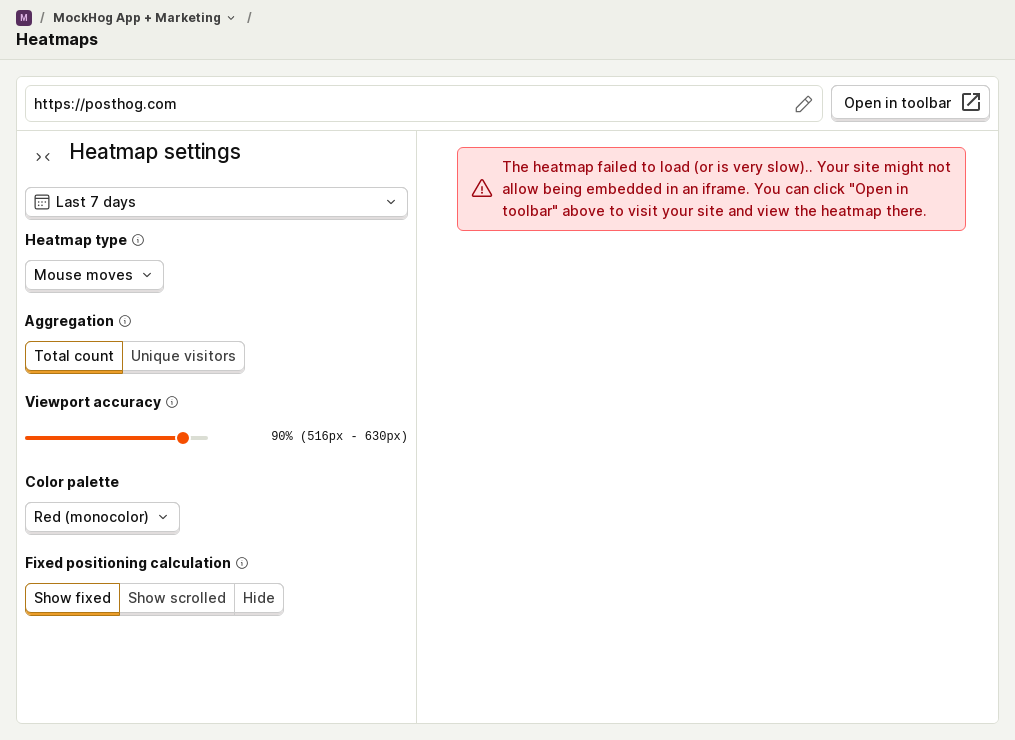 M / MockHog App + Marketing /
Heatmaps
https://posthog.com
Open in toolbar
Heatmap settings
Last 7 days
Heatmap type
Mouse moves
Aggregation
Total count Unique visitors
Viewport accuracy
90% (516px - 630px)
Color palette
Red (monocolor)
Fixed positioning calculation
Show fixed Show scrolled Hide
The heatmap failed to load (or is very slow).. Your site might not
allow being embedded in an iframe. You can click "Open in
toolbar" above to visit your site and view the heatmap there.